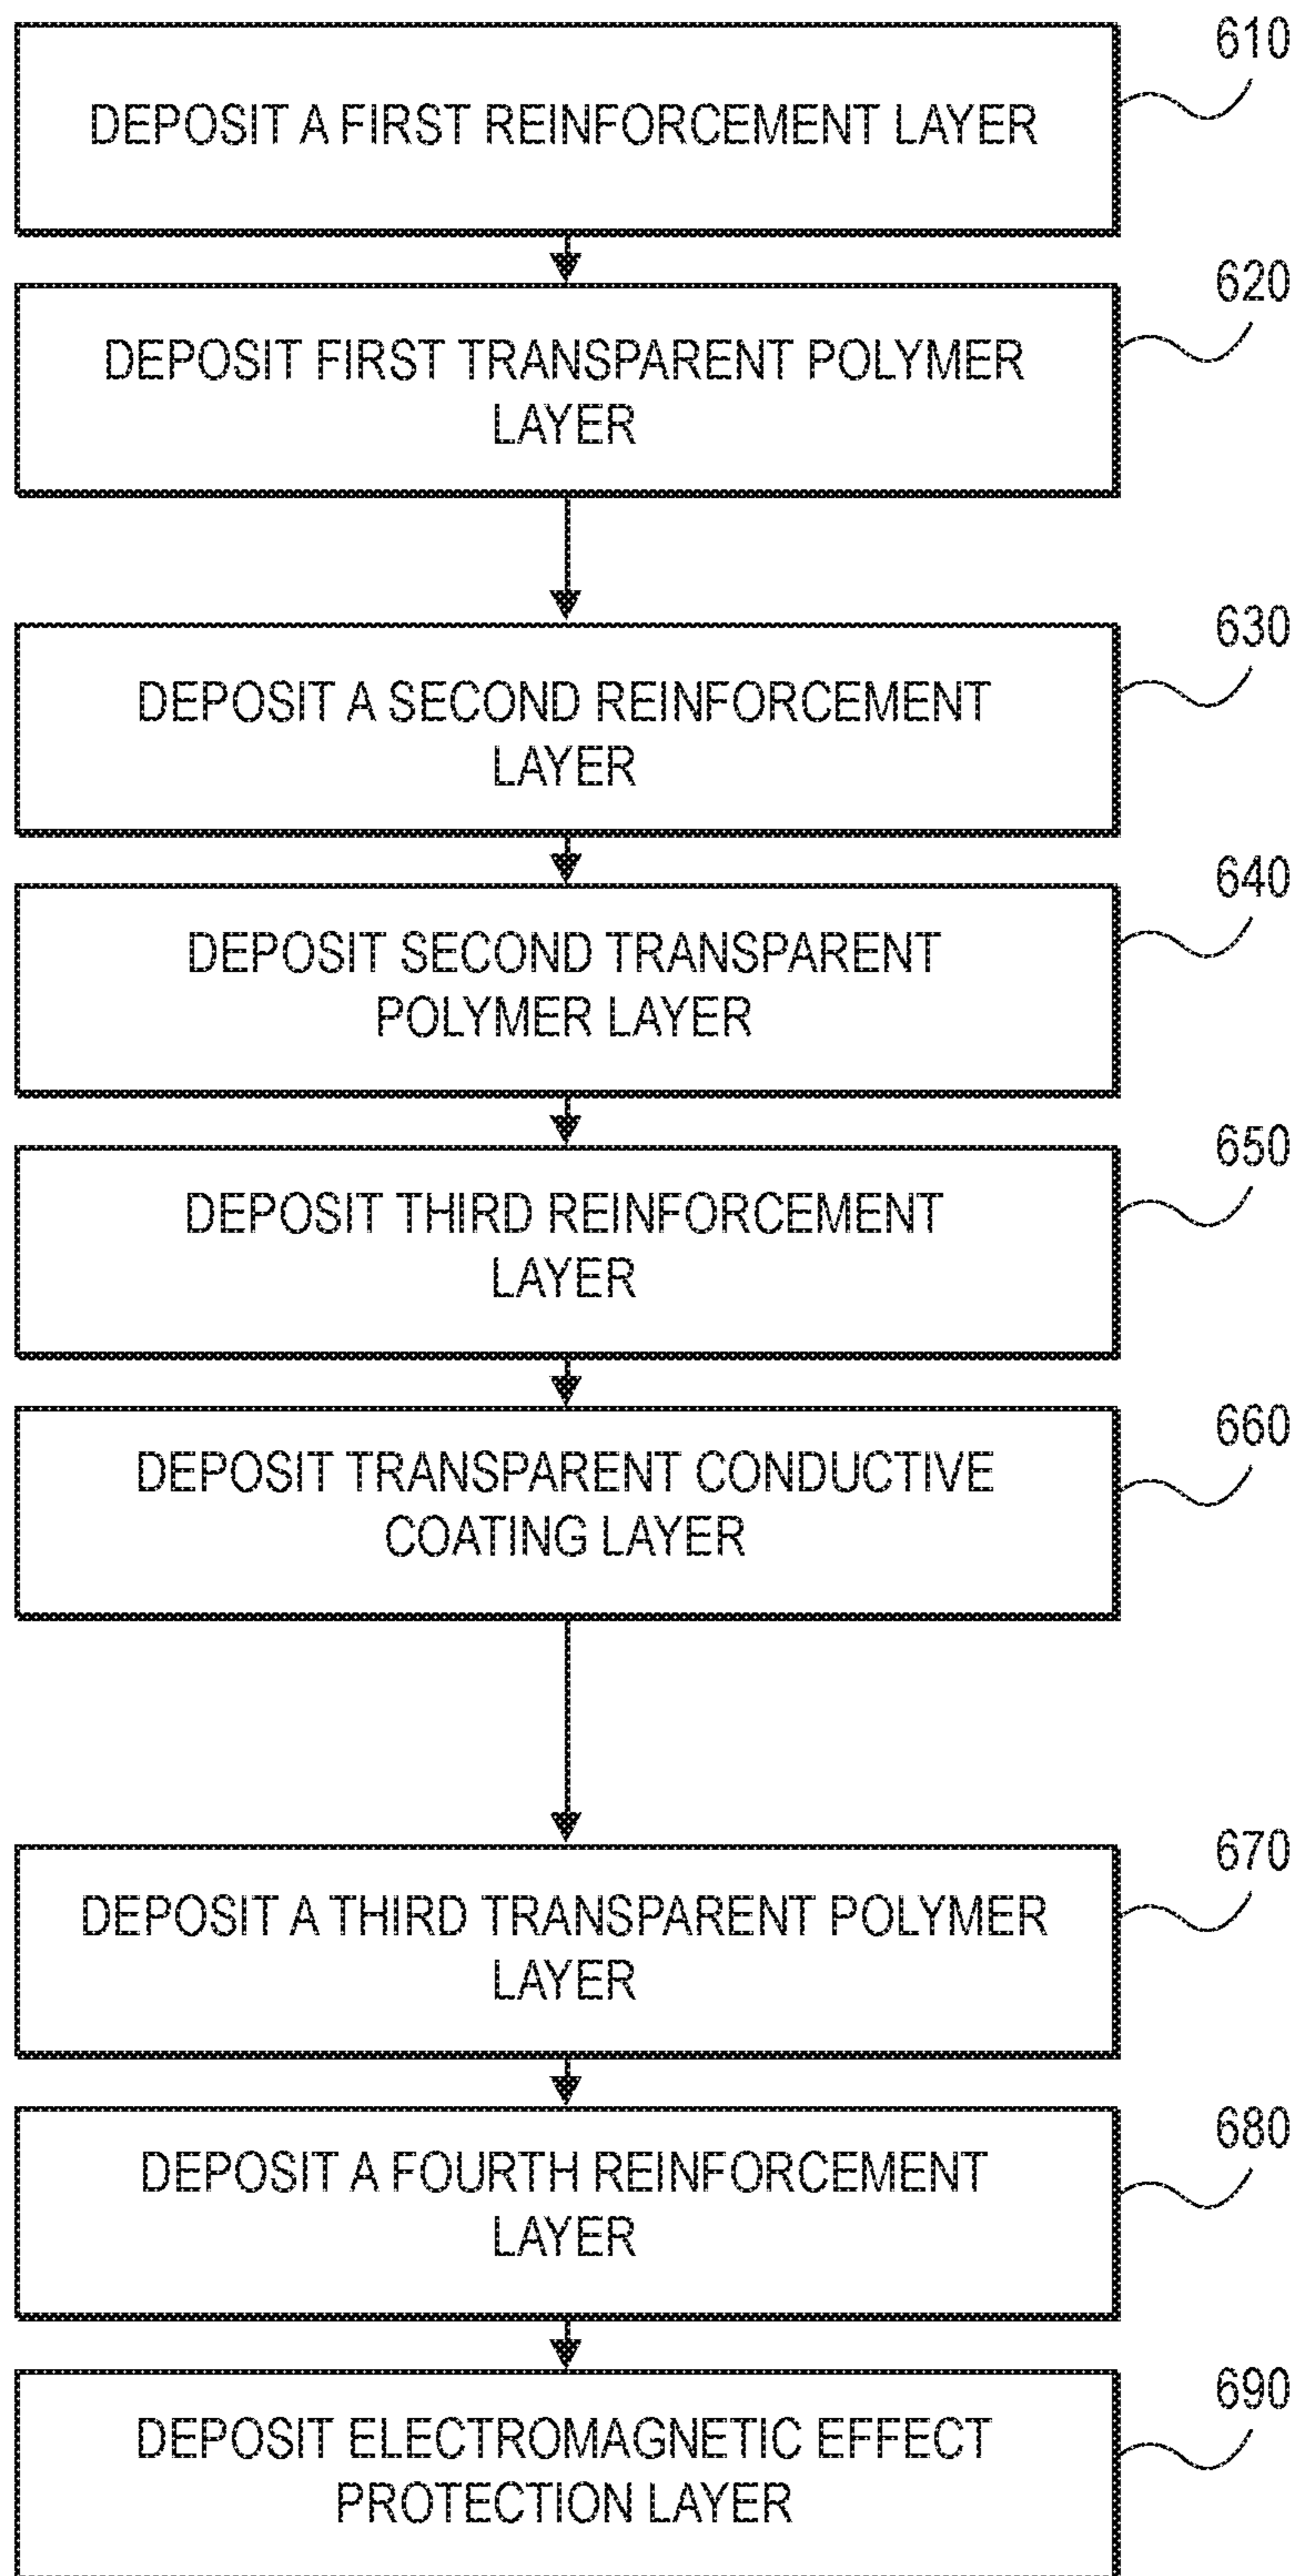 610
DEPOSIT A FIRST REINFORCEMENT LAYER
620
DEPOSIT FIRST TRANSPARENT POLYMER
LAYER
630
DEPOSIT A SECOND REINFORCEMENT
LAYER
640
DEPOSIT SECOND TRANSPARENT
POLYMER LAYER
650
DEPOSIT THIRD REINFORCEMENT
LAYER
660
DEPOSIT TRANSPARENT CONDUCTIVE
COATING LAYER
670
DEPOSIT A THIRD TRANSPARENT POLYMER
LAYER
680
DEPOSIT A FOURTH REINFORCEMENT
LAYER
690
DEPOSIT ELECTROMAGNETIC EFFECT
PROTECTION LAYER